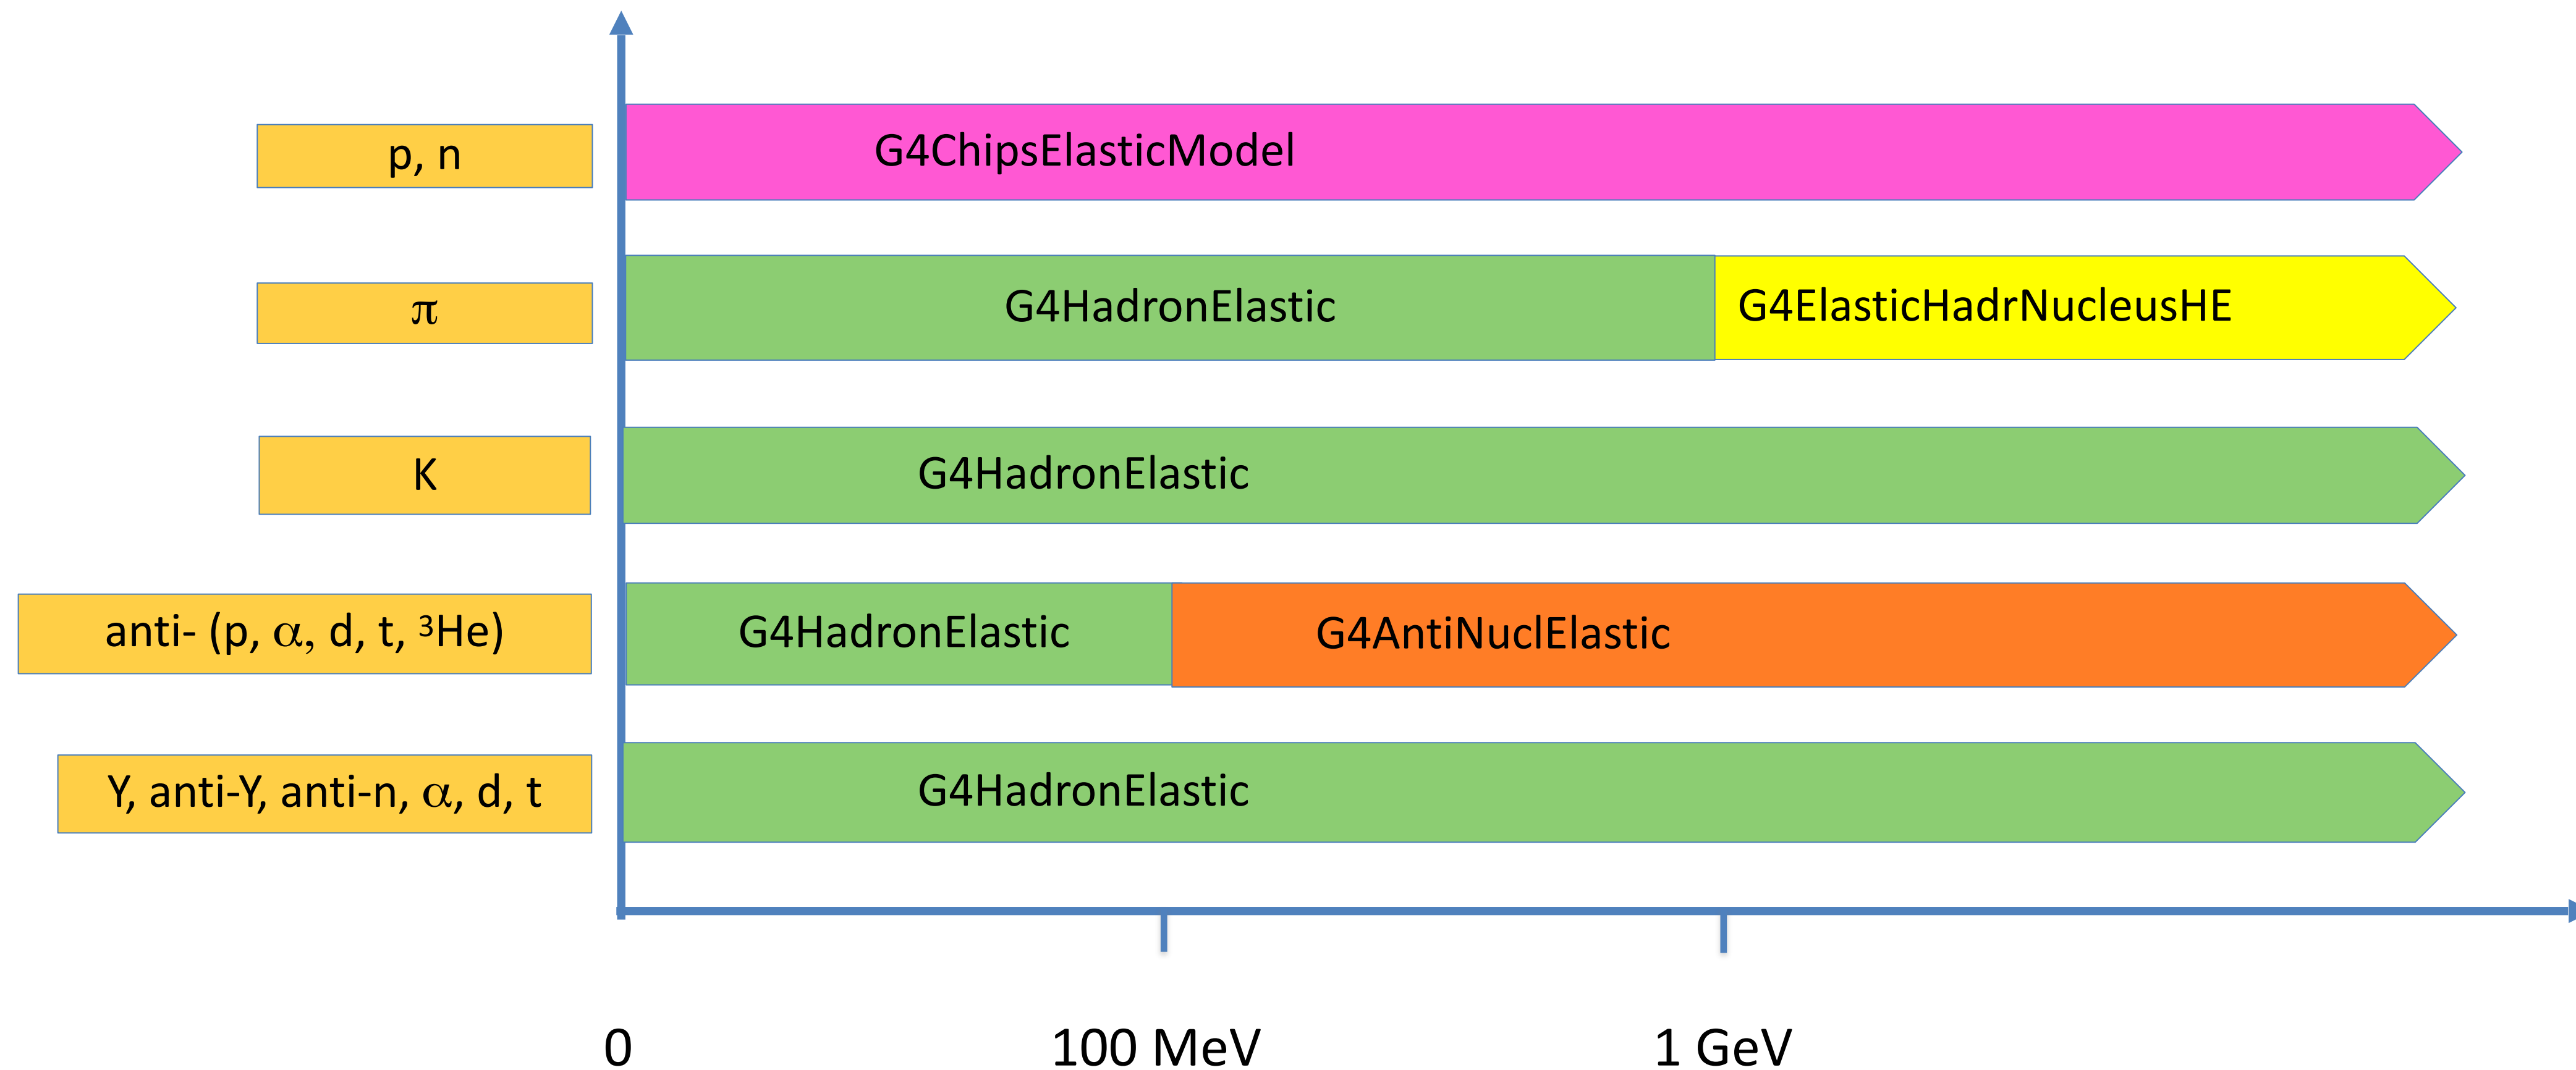 p, n
G4ChipsElasticModel
π
G4HadronElastic
G4ElasticHadrNucleusHE
K
G4HadronElastic
anti- (p, α, d, t, ³He)
G4HadronElastic
G4AntiNuclElastic
Y, anti-Y, anti-n, α, d, t
G4HadronElastic
0
100 MeV
1 GeV